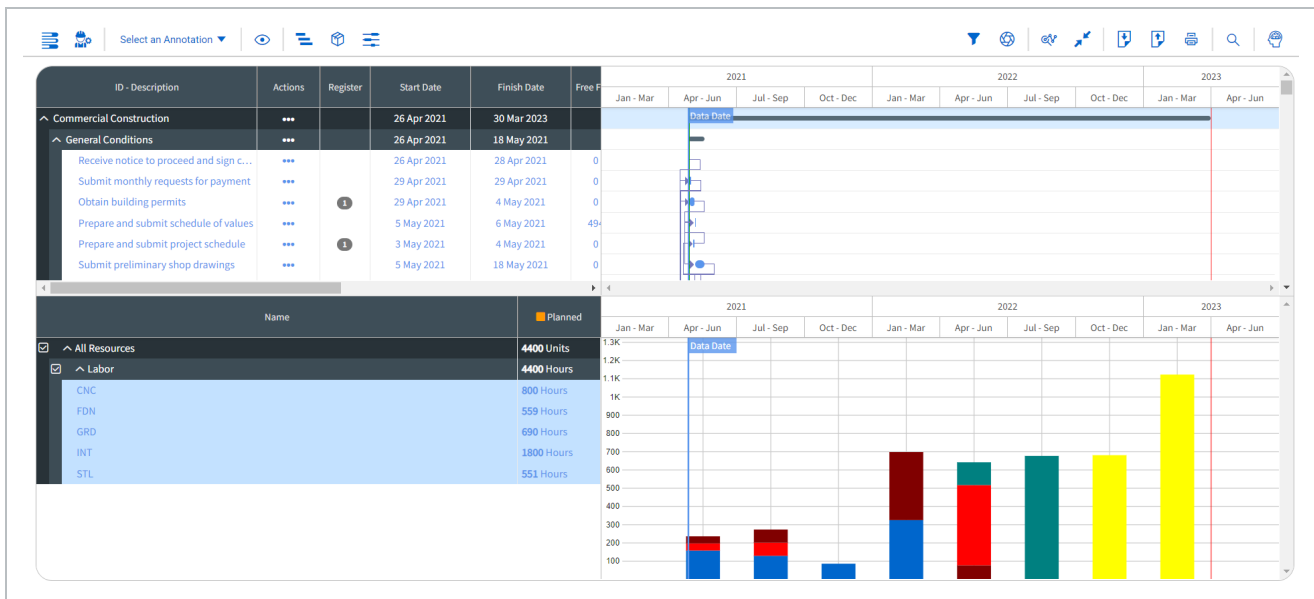 Select an Annotation
ID - Description Actions Register Start Date Finish Date Free F
2021 2022 2023
Jan - Mar Apr - Jun Jul - Sep Oct - Dec Jan - Mar Apr - Jun Jul - Sep Oct - Dec Jan - Mar Apr - Jun
Commercial Construction ••• 26 Apr 2021 30 Mar 2023 Data Date
General Conditions ••• 26 Apr 2021 18 May 2021
Receive notice to proceed and sign c... ••• 26 Apr 2021 28 Apr 2021 0
Submit monthly requests for payment ••• 29 Apr 2021 29 Apr 2021 0
Obtain building permits ••• 1 29 Apr 2021 4 May 2021 0
Prepare and submit schedule of values ••• 5 May 2021 6 May 2021 494
Prepare and submit project schedule ••• 1 3 May 2021 4 May 2021 0
Submit preliminary shop drawings ••• 5 May 2021 18 May 2021 0
Name Planned
2021 2022 2023
Jan - Mar Apr - Jun Jul - Sep Oct - Dec Jan - Mar Apr - Jun Jul - Sep Oct - Dec Jan - Mar Apr - Jun
All Resources 4400 Units
Labor 4400 Hours
CNC 800 Hours
FDN 559 Hours
GRD 690 Hours
INT 1800 Hours
STL 551 Hours
Data Date
1.3K
1.2K
1.1K
1K
900
800
700
600
500
400
300
200
100